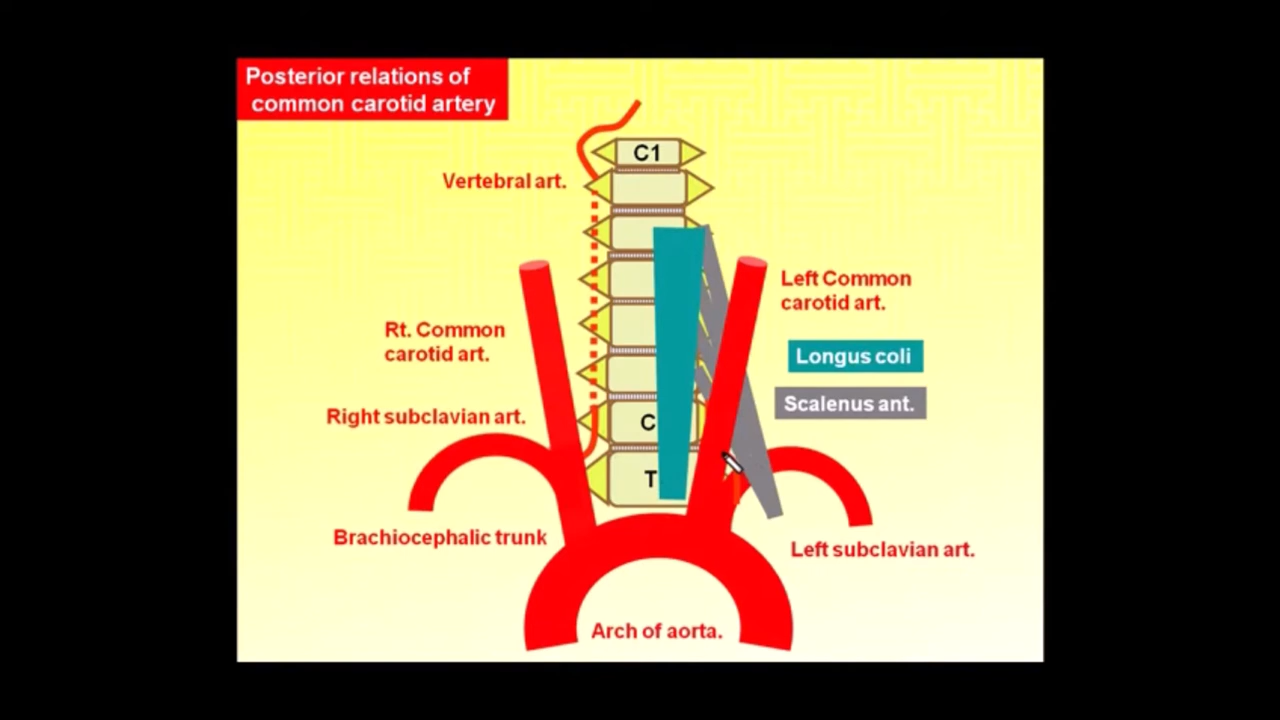 Posterior relations of
common carotid artery
C1
Vertebral art.
Left Common
carotid art.
Rt. Common
carotid art.
Longus coli
Scalenus ant.
Right subclavian art.
C
T
Brachiocephalic trunk
Left subclavian art.
Arch of aorta.